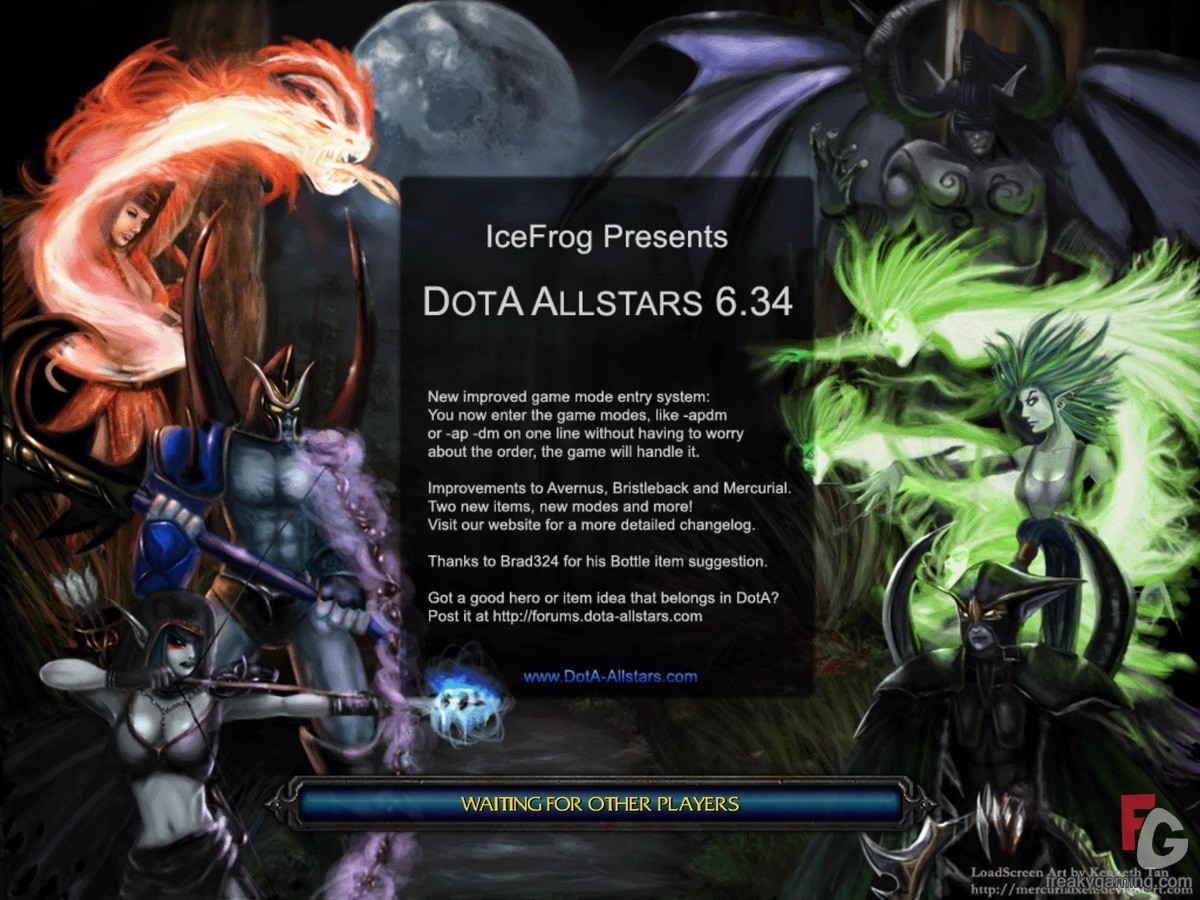 IceFrog Presents
DOTA ALLSTARS 6.34
New improved game mode entry system:
You now enter the game modes, like -apdm
or -ap -dm on one line without having to worry
about the order, the game will handle it.
Improvements to Avernus, Bristleback and Mercurial.
Two new items, new modes and more!
Visit our website for a more detailed changelog.
Thanks to Brad324 for his Bottle item suggestion.
Got a good hero or item idea that belongs in DotA?
Post it at http://forums.dota-allstars.com
www.DotA-Allstars.com
WAITING FOR OTHER PLAYERS
FG
LoadScreen Art by Kenneth Tan
freakygaming.com